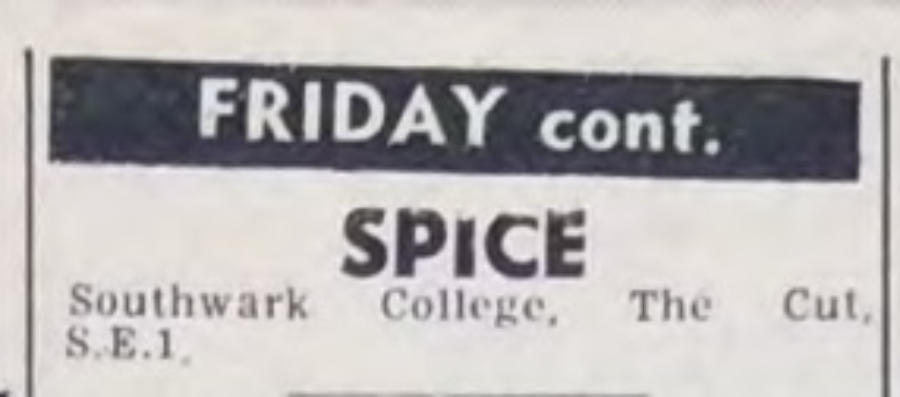 FRIDAY cont.
SPICE
Southwark College, The Cut,
S.E.1.